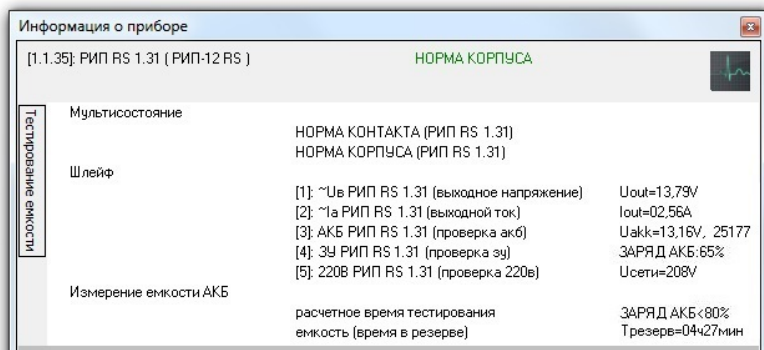 Информация о приборе
[1.1.35]: РИП RS 1.31 ( РИП-12 RS ) НОРМА КОРПУСА
Тестирование емкости
Мультисостояние
НОРМА КОНТАКТА (РИП RS 1.31)
НОРМА КОРПУСА (РИП RS 1.31)
Шлейф
[1]: ~Uв РИП RS 1.31 (выходное напряжение) Uout=13,79V
[2]: ~Iа РИП RS 1.31 (выходной ток) Iout=02,56A
[3]: АКБ РИП RS 1.31 (проверка акб) Uakk=13,16V, 25177
[4]: ЗУ РИП RS 1.31 (проверка зу) ЗАРЯД АКБ:65%
[5]: 220В РИП RS 1.31 (проверка 220в) Uсети=208V
Измерение емкости АКБ
расчетное время тестирования ЗАРЯД АКБ<80%
емкость (время в резерве) Tрезерв=04ч27мин